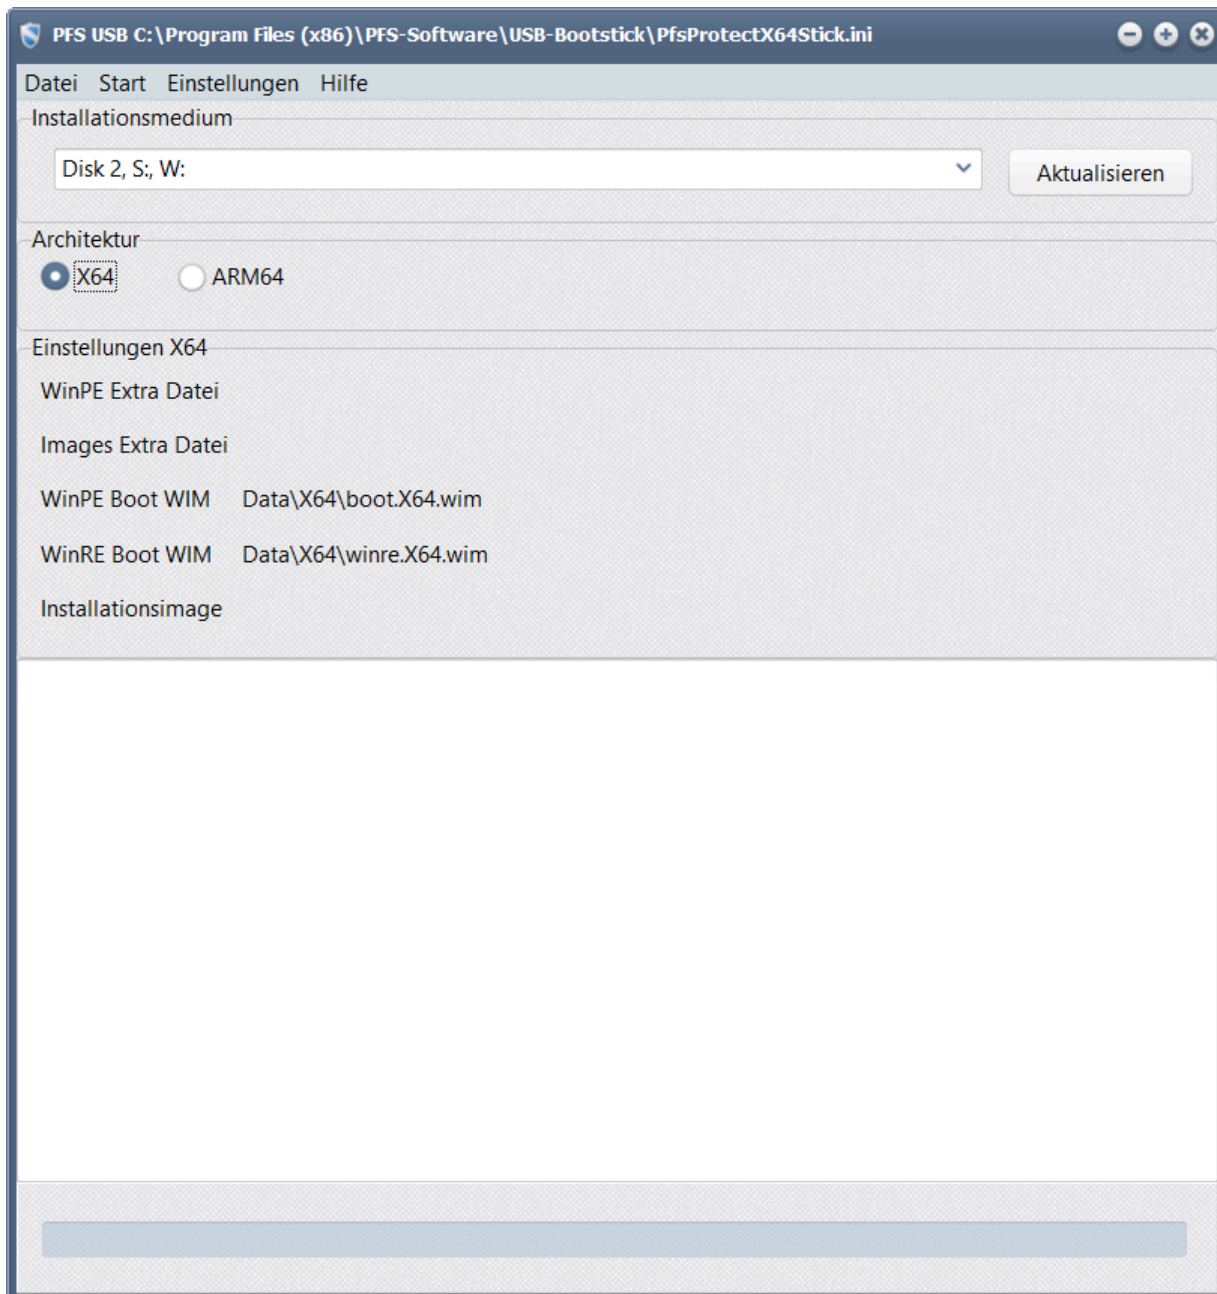 PFS USB C:\Program Files (x86)\PFS-Software\USB-Bootstick\PfsProtectX64Stick.ini
Datei Start Einstellungen Hilfe
Installationsmedium
Disk 2, S:, W:
Aktualisieren
Architektur
X64 ARM64
Einstellungen X64
WinPE Extra Datei
Images Extra Datei
WinPE Boot WIM Data\X64\boot.X64.wim
WinRE Boot WIM Data\X64\winre.X64.wim
Installationsimage